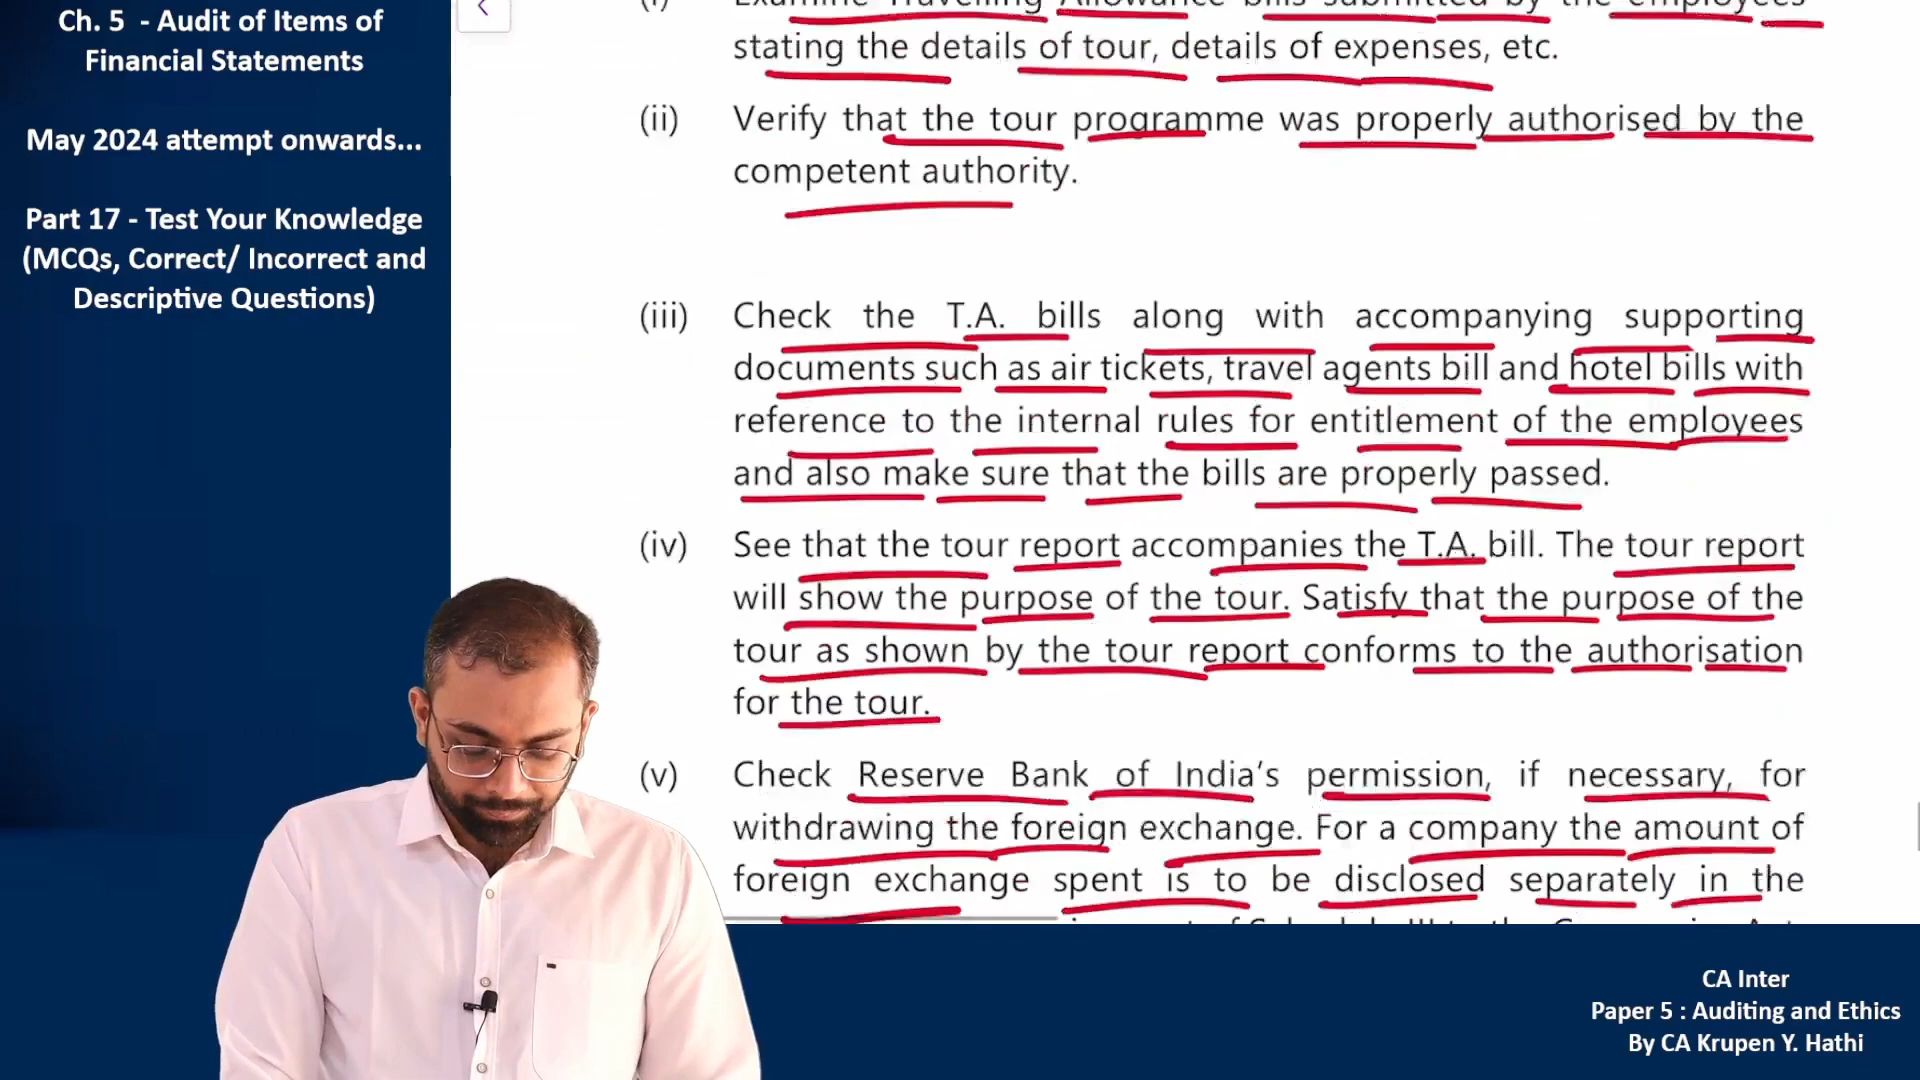 Ch. 5 - Audit of Items of
Financial Statements
May 2024 attempt onwards...
Part 17 - Test Your Knowledge
(MCQs, Correct/ Incorrect and
Descriptive Questions)
(i) Examine Travelling Allowance bills submitted by the employees
stating the details of tour, details of expenses, etc.
(ii) Verify that the tour programme was properly authorised by the
competent authority.
(iii) Check the T.A. bills along with accompanying supporting
documents such as air tickets, travel agents bill and hotel bills with
reference to the internal rules for entitlement of the employees
and also make sure that the bills are properly passed.
(iv) See that the tour report accompanies the T.A. bill. The tour report
will show the purpose of the tour. Satisfy that the purpose of the
tour as shown by the tour report conforms to the authorisation
for the tour.
(v) Check Reserve Bank of India's permission, if necessary, for
withdrawing the foreign exchange. For a company the amount of
foreign exchange spent is to be disclosed separately in the
CA Inter
Paper 5 : Auditing and Ethics
By CA Krupen Y. Hathi